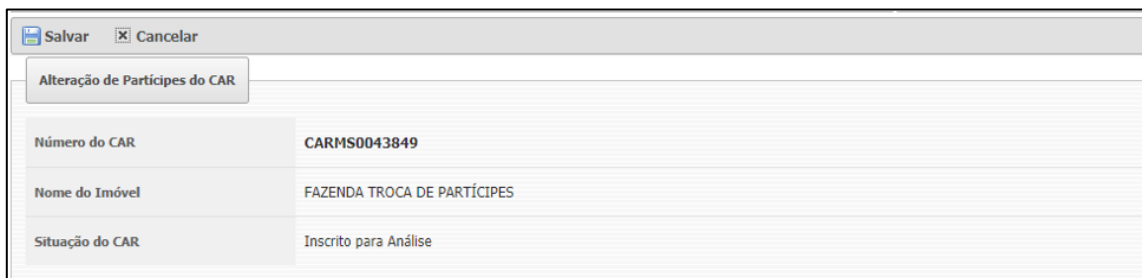 Salvar Cancelar
Alteração de Partícipes do CAR
Número do CAR CARMS0043849
Nome do Imóvel FAZENDA TROCA DE PARTÍCIPES
Situação do CAR Inscrito para Análise